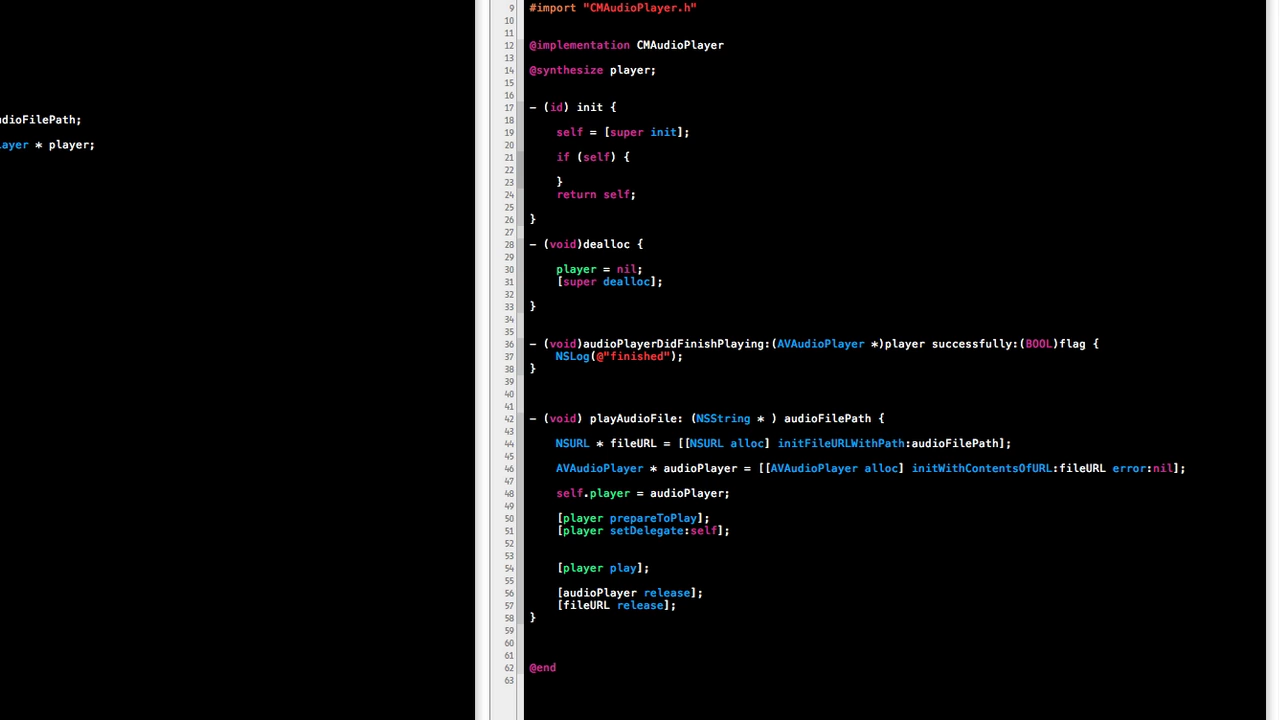 udioFilePath;
layer * player;
9 #import "CMAudioPlayer.h"
10
11
12 @implementation CMAudioPlayer
13
14 @synthesize player;
15
16
17 – (id) init {
18
19 self = [super init];
20
21 if (self) {
22
23 }
24 return self;
25
26 }
27
28 – (void)dealloc {
29
30 player = nil;
31 [super dealloc];
32
33 }
34
35
36 – (void)audioPlayerDidFinishPlaying:(AVAudioPlayer *)player successfully:(BOOL)flag {
37 NSLog(@"finished");
38 }
39
40
41
42 – (void) playAudioFile: (NSString * ) audioFilePath {
43
44 NSURL * fileURL = [[NSURL alloc] initFileURLWithPath:audioFilePath];
45
46 AVAudioPlayer * audioPlayer = [[AVAudioPlayer alloc] initWithContentsOfURL:fileURL error:nil];
47
48 self.player = audioPlayer;
49
50 [player prepareToPlay];
51 [player setDelegate:self];
52
53
54 [player play];
55
56 [audioPlayer release];
57 [fileURL release];
58 }
59
60
61
62 @end
63